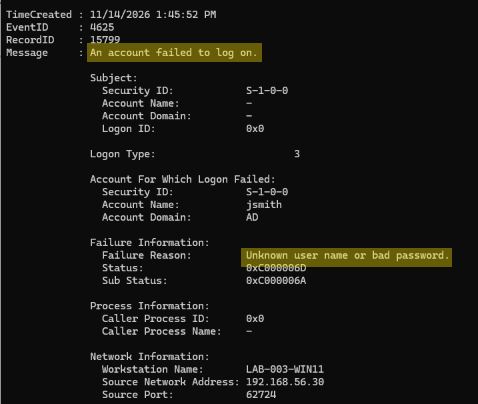 TimeCreated : 11/14/2026 1:45:52 PM
EventID : 4625
RecordID : 15799
Message : An account failed to log on.
Subject:
Security ID: S-1-0-0
Account Name: -
Account Domain: -
Logon ID: 0x0
Logon Type: 3
Account For Which Logon Failed:
Security ID: S-1-0-0
Account Name: jsmith
Account Domain: AD
Failure Information:
Failure Reason: Unknown user name or bad password.
Status: 0xC000006D
Sub Status: 0xC000006A
Process Information:
Caller Process ID: 0x0
Caller Process Name: -
Network Information:
Workstation Name: LAB-003-WIN11
Source Network Address: 192.168.56.30
Source Port: 62724